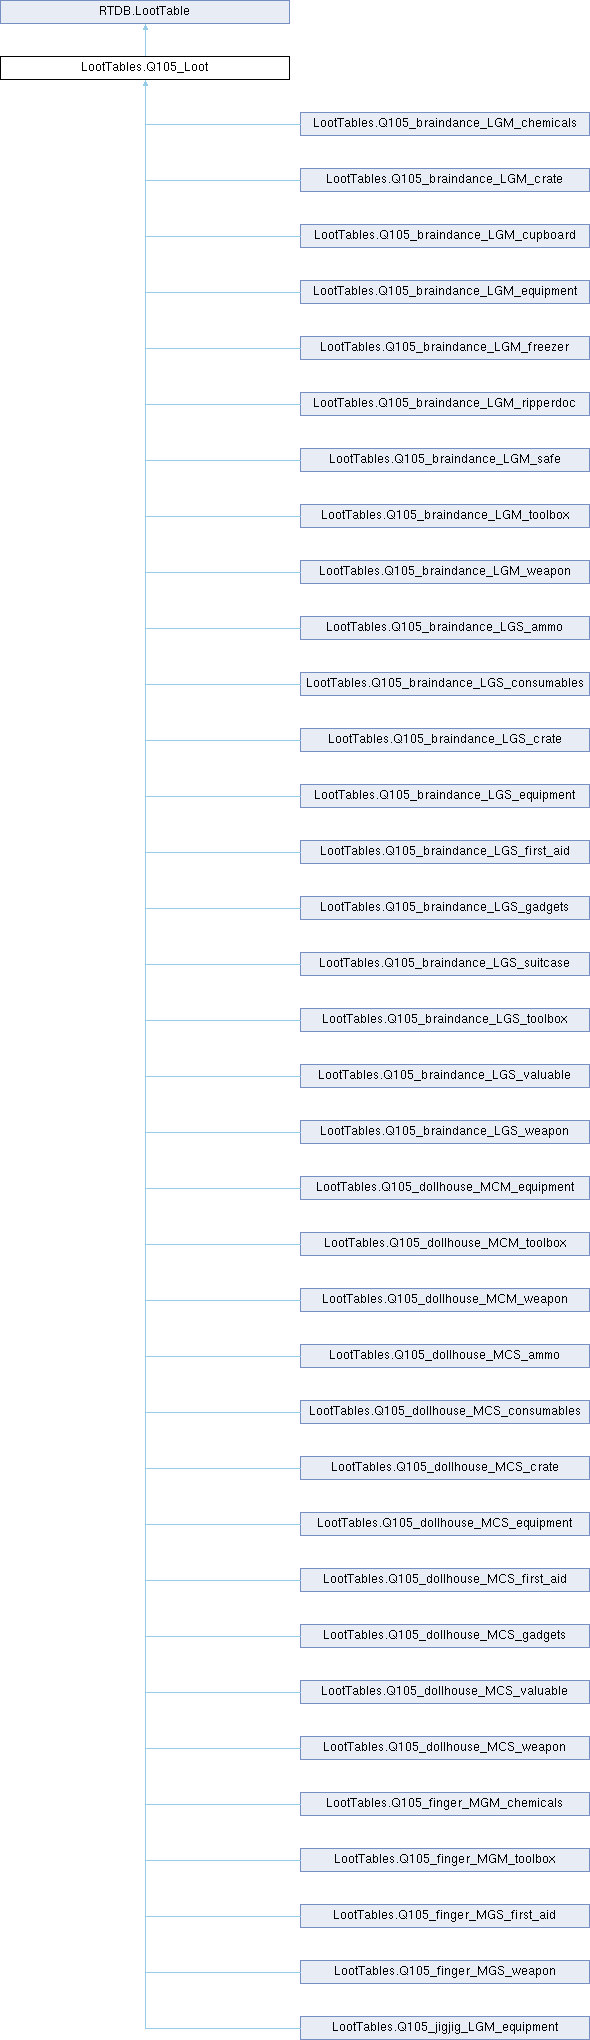 RTDB.LootTable
LootTables.Q105_Loot
LootTables.Q105_braindance_LGM_chemicals
LootTables.Q105_braindance_LGM_crate
LootTables.Q105_braindance_LGM_cupboard
LootTables.Q105_braindance_LGM_equipment
LootTables.Q105_braindance_LGM_freezer
LootTables.Q105_braindance_LGM_ripperdoc
LootTables.Q105_braindance_LGM_safe
LootTables.Q105_braindance_LGM_toolbox
LootTables.Q105_braindance_LGM_weapon
LootTables.Q105_braindance_LGS_ammo
LootTables.Q105_braindance_LGS_consumables
LootTables.Q105_braindance_LGS_crate
LootTables.Q105_braindance_LGS_equipment
LootTables.Q105_braindance_LGS_first_aid
LootTables.Q105_braindance_LGS_gadgets
LootTables.Q105_braindance_LGS_suitcase
LootTables.Q105_braindance_LGS_toolbox
LootTables.Q105_braindance_LGS_valuable
LootTables.Q105_braindance_LGS_weapon
LootTables.Q105_dollhouse_MCM_equipment
LootTables.Q105_dollhouse_MCM_toolbox
LootTables.Q105_dollhouse_MCM_weapon
LootTables.Q105_dollhouse_MCS_ammo
LootTables.Q105_dollhouse_MCS_consumables
LootTables.Q105_dollhouse_MCS_crate
LootTables.Q105_dollhouse_MCS_equipment
LootTables.Q105_dollhouse_MCS_first_aid
LootTables.Q105_dollhouse_MCS_gadgets
LootTables.Q105_dollhouse_MCS_valuable
LootTables.Q105_dollhouse_MCS_weapon
LootTables.Q105_finger_MGM_chemicals
LootTables.Q105_finger_MGM_toolbox
LootTables.Q105_finger_MGS_first_aid
LootTables.Q105_finger_MGS_weapon
LootTables.Q105_jigjig_LGM_equipment